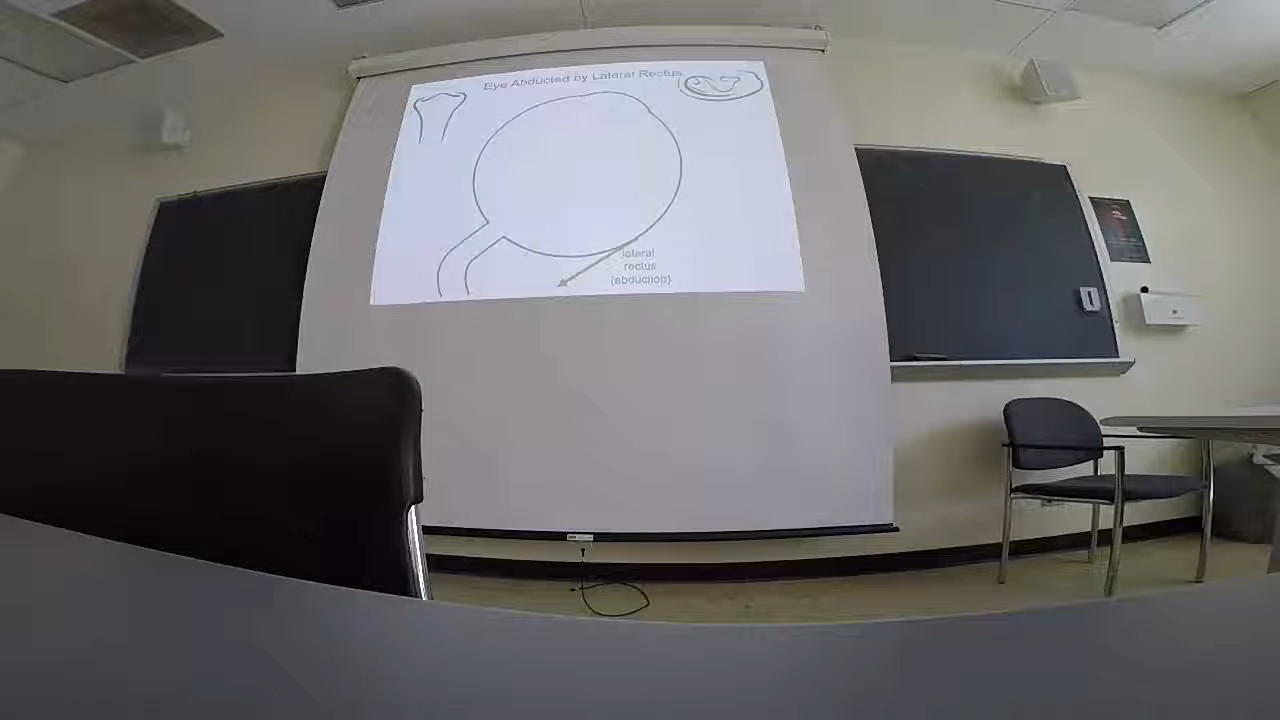 Eye Abducted by Lateral Rectus
lateral
rectus
(abduction)